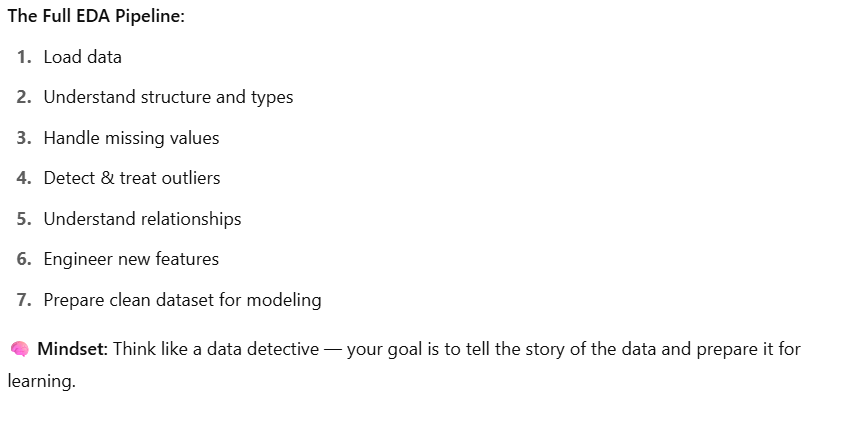 The Full EDA Pipeline:
1. Load data
2. Understand structure and types
3. Handle missing values
4. Detect & treat outliers
5. Understand relationships
6. Engineer new features
7. Prepare clean dataset for modeling
🧠 Mindset: Think like a data detective — your goal is to tell the story of the data and prepare it for
learning.